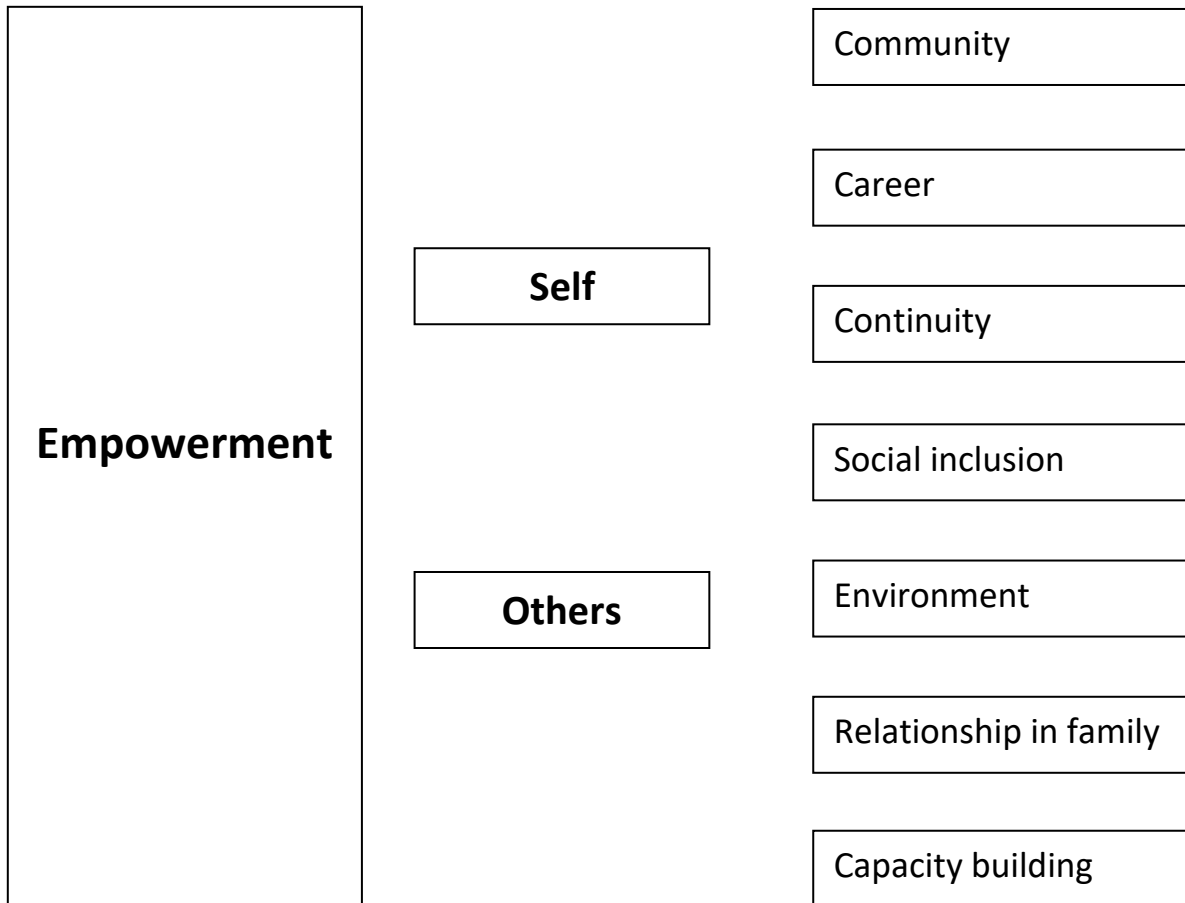 Empowerment
Self
Others
Community
Career
Continuity
Social inclusion
Environment
Relationship in family
Capacity building